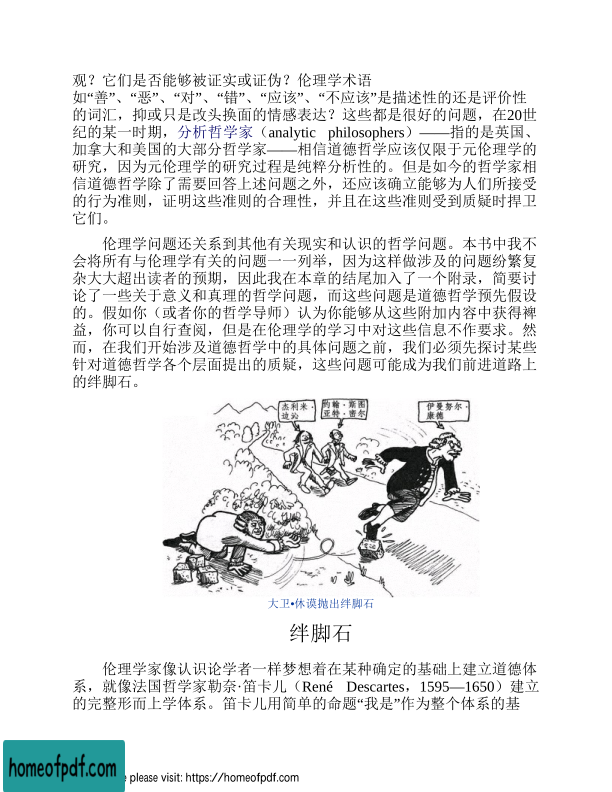 观？它们是否能够被证实或证伪？伦理学术语
如“善”、“恶”、“对”、“错”、“应该”、“不应该”是描述性的还是评价性
的词汇，抑或只是改头换面的情感表达？这些都是很好的问题，在20世
纪的某一时期，分析哲学家（analytic philosophers）——指的是英国、
加拿大和美国的大部分哲学家——相信道德哲学应该仅限于元伦理学的
研究，因为元伦理学的研究过程是纯粹分析性的。但是如今的哲学家相
信道德哲学除了需要回答上述问题之外，还应该确立能够为人们所接受
的行为准则，证明这些准则的合理性，并且在这些准则受到质疑时捍卫
它们。
伦理学问题还关系到其他有关现实和认识的哲学问题。本书中我不
会将所有与伦理学有关的问题一一列举，因为这样做涉及的问题纷繁复
杂大大超出读者的预期，因此我在本章的结尾加入了一个附录，简要讨
论了一些关于意义和真理的哲学问题，而这些问题是道德哲学预先假设
的。假如你（或者你的哲学导师）认为你能够从这些附加内容中获得裨
益，你可以自行查阅，但是在伦理学的学习中对这些信息不作要求。然
而，在我们开始涉及道德哲学中的具体问题之前，我们必须先探讨某些
针对道德哲学各个层面提出的质疑，这些问题可能成为我们前进道路上
的绊脚石。
杰利米·
边沁
约翰·斯图
亚特·密尔
伊曼努尔·
康德
大卫•休谟抛出绊脚石
绊脚石
伦理学家像认识论学者一样梦想着在某种确定的基础上建立道德体
系，就像法国哲学家勒奈·笛卡儿（René Descartes，1595—1650）建立
的完整形而上学体系。笛卡儿用简单的命题“我是”作为整个体系的基
homeofpdf.com
e please visit: https://homeofpdf.com